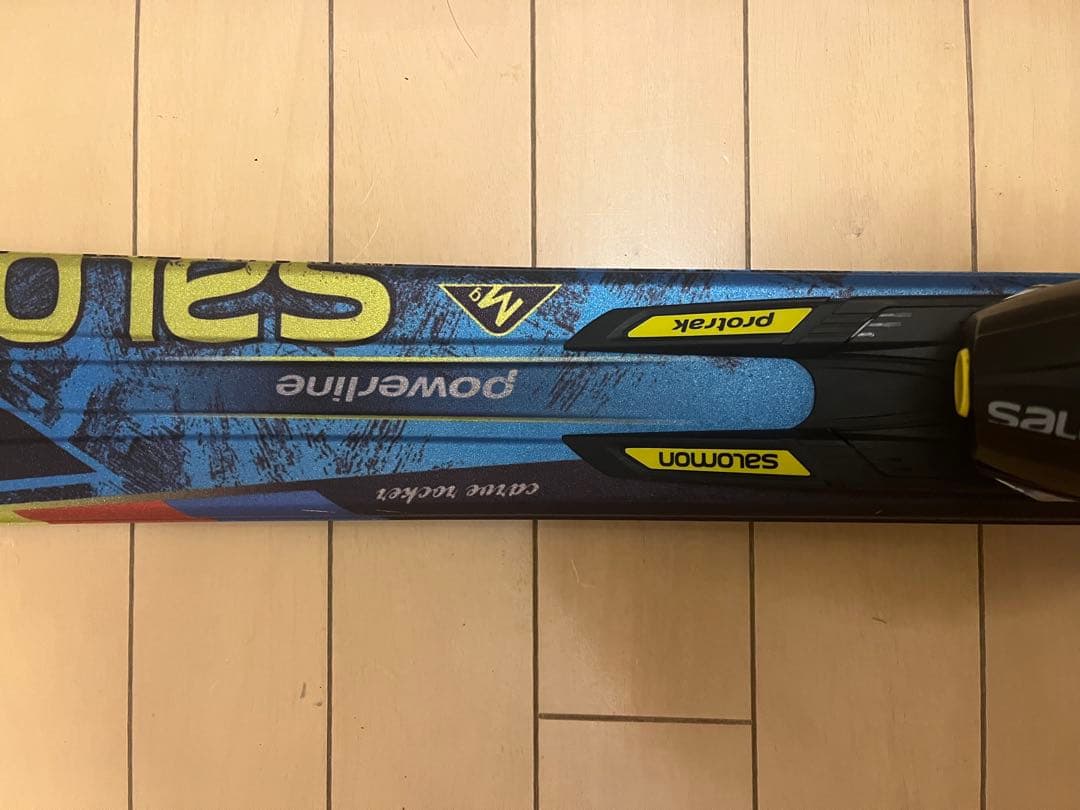 salo
Mg
protrak
powerline
salomon
carve rocker
sal